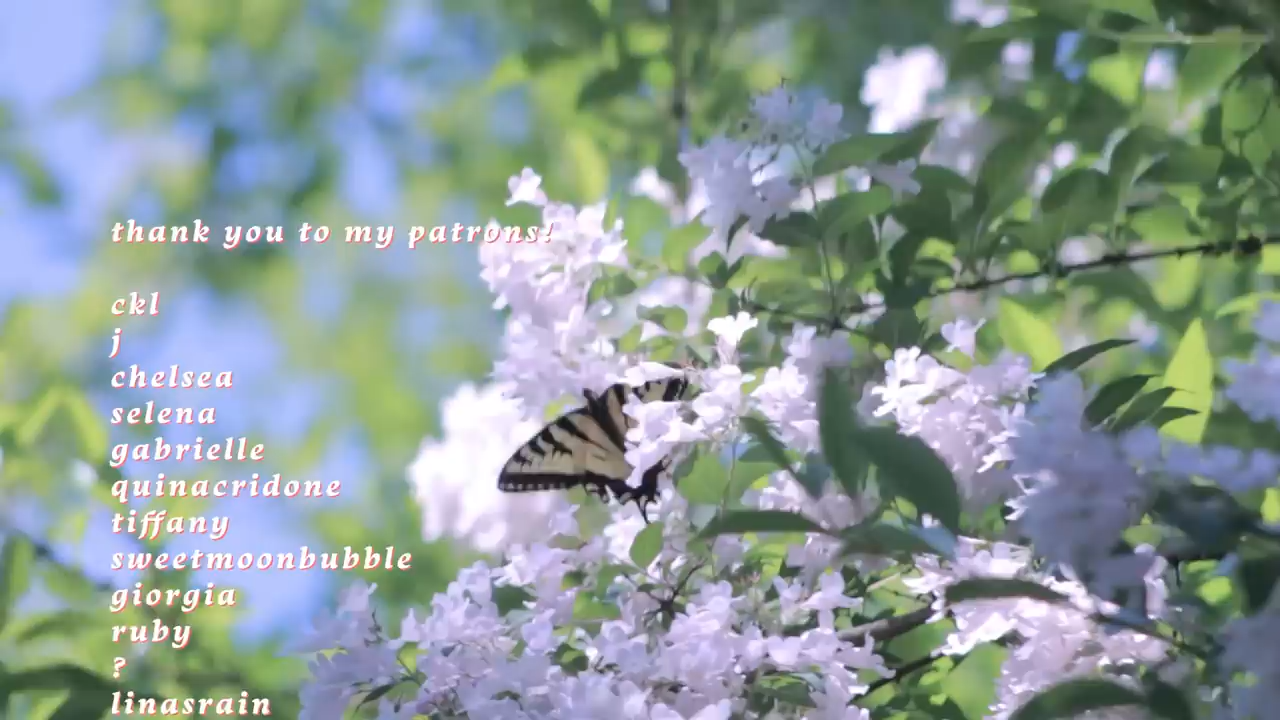 thank you to my patrons!
ckl
j
chelsea
selena
gabrielle
quinacridone
tiffany
sweetmoonbubble
giorgia
ruby
?
linasrain